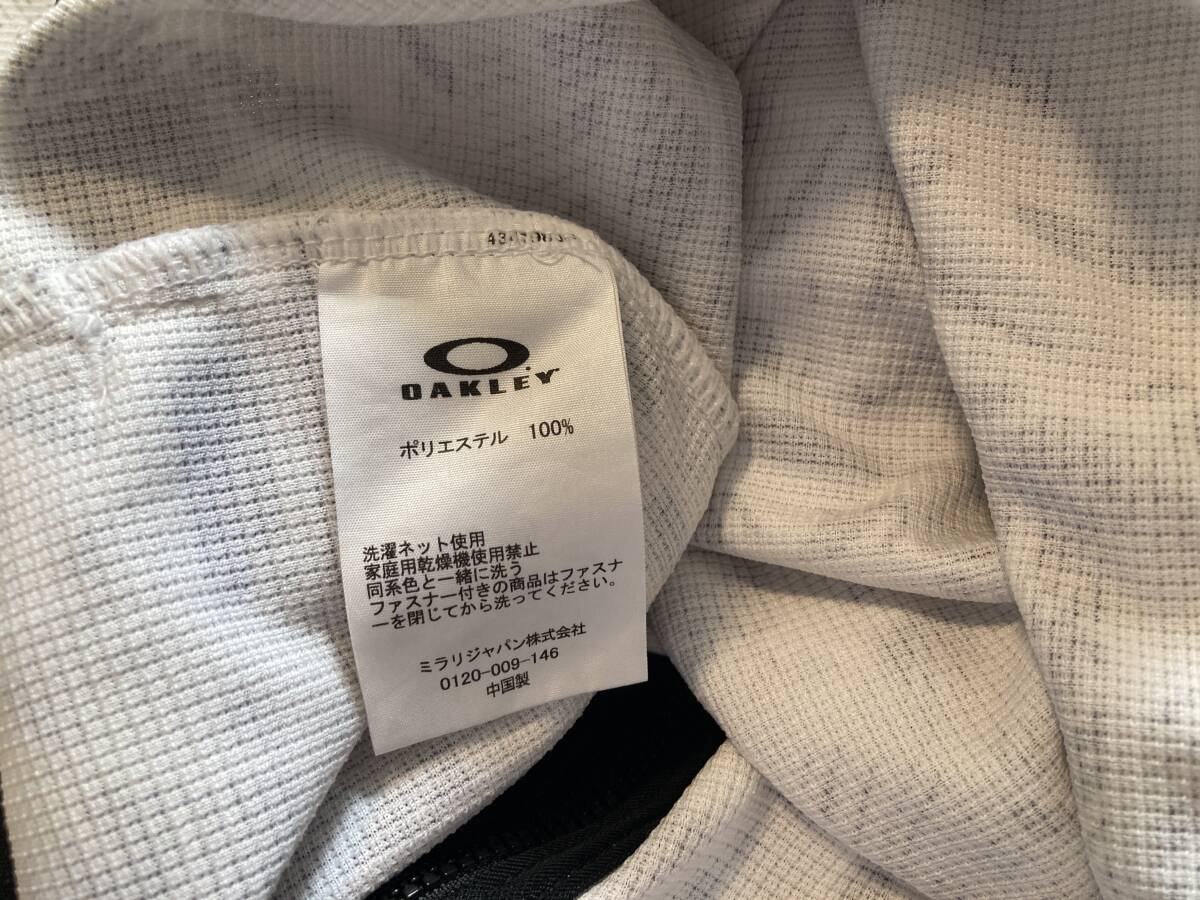 OAKLEY
ポリエステル 100%
洗濯ネット使用
家庭用乾燥機使用禁止
同系色と一緒に洗う
ファスナー付きの商品はファスナ
ーを閉じてから洗ってください。
ミラリジャパン株式会社
0120-009-146
中国製